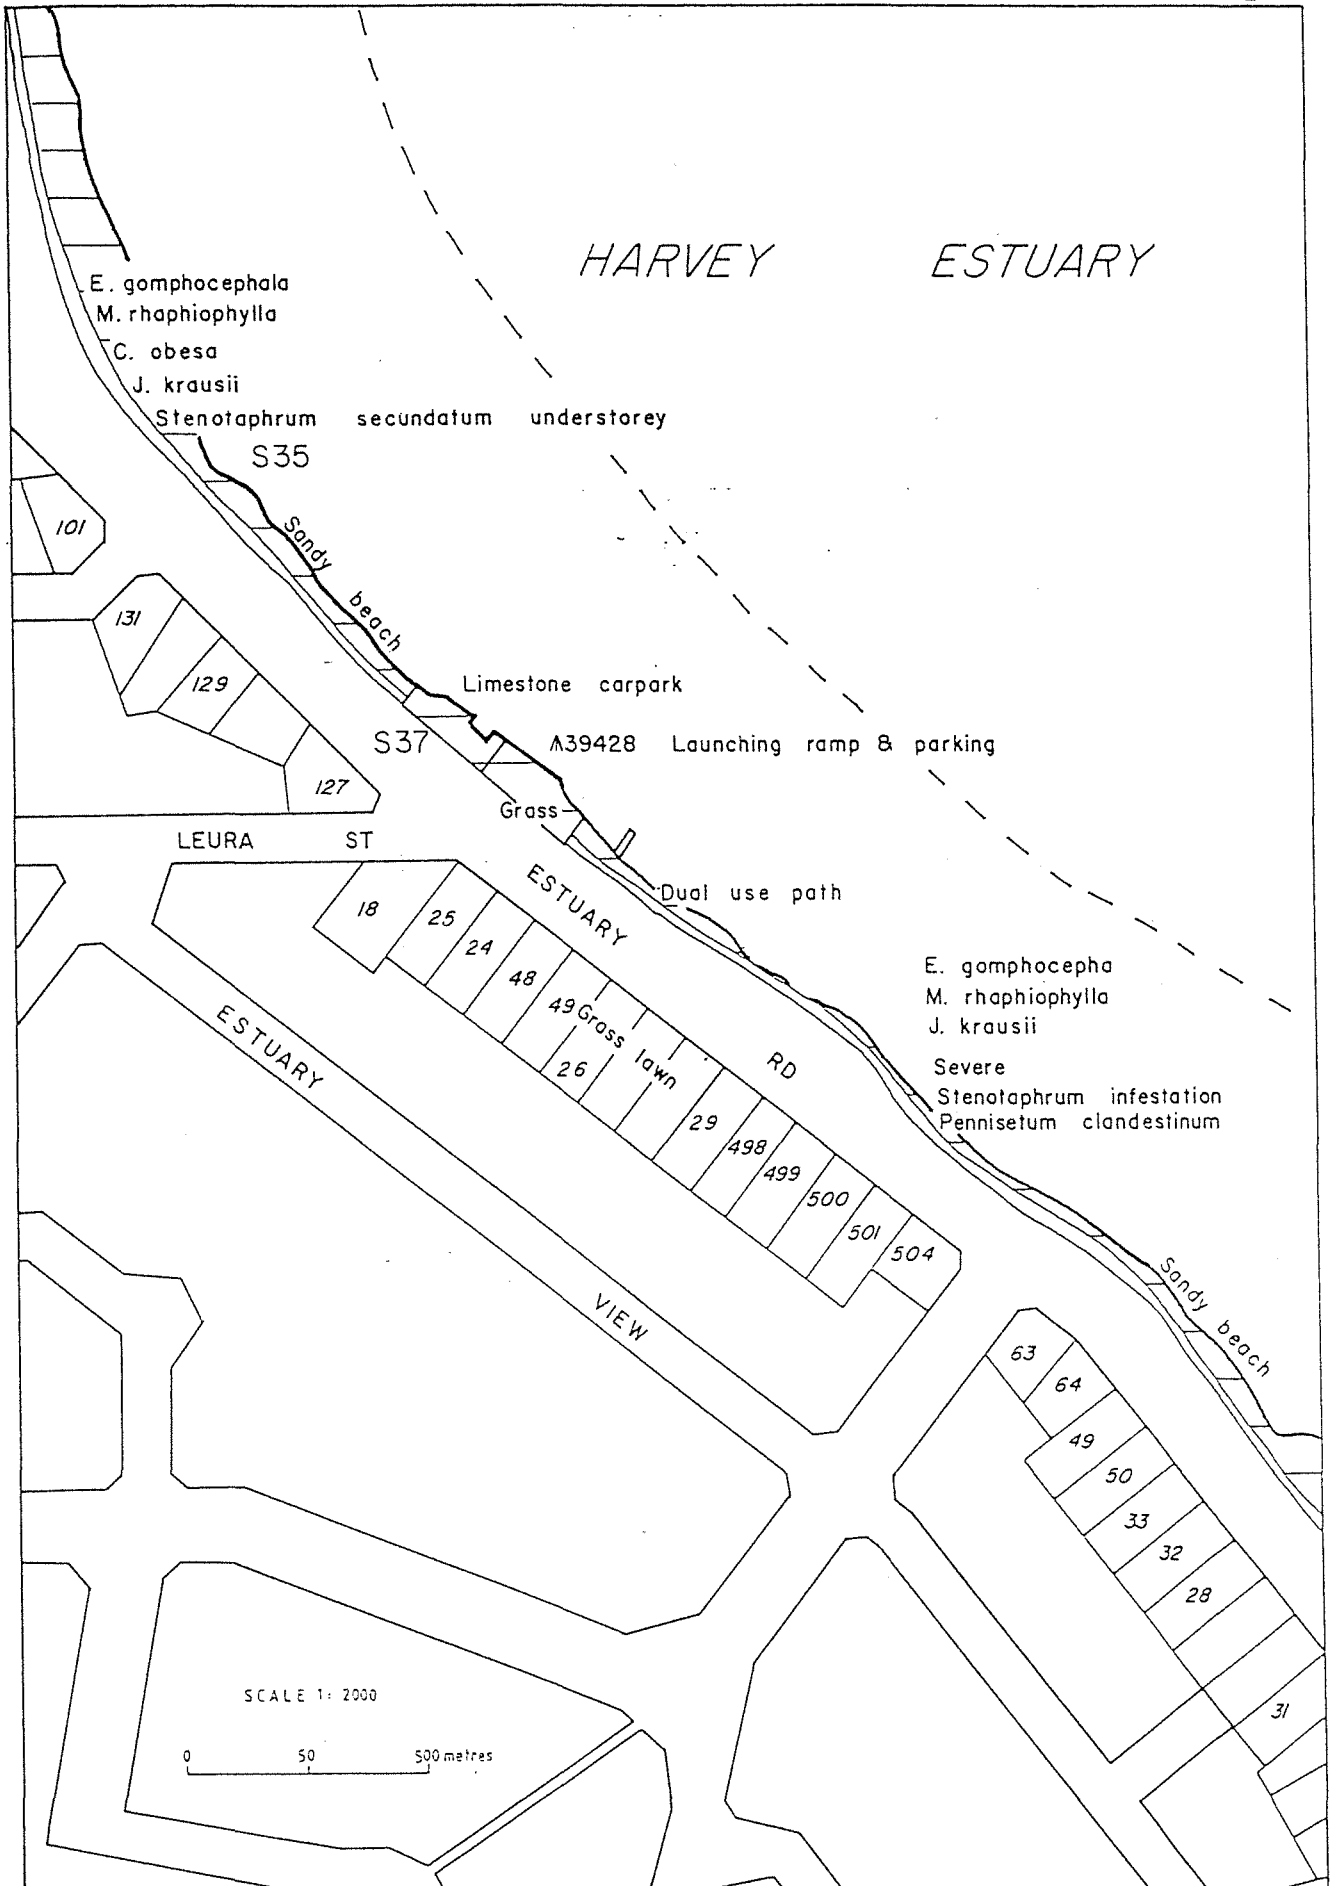 HARVEY ESTUARY
E. gomphocephala
M. rhaphiophylla
C. obesa
J. krausii
Stenotaphrum secundatum understorey
S35
101
Sandy beach
131
129
127
Limestone carpark
S37
A39428 Launching ramp & parking
Grass
LEURA ST
ESTUARY RD
Dual use path
18
25
24
48
49
Grass lawn
26
29
498
499
500
501
504
E. gomphocepha
M. rhaphiophylla
J. krausii
Severe
Stenotaphrum infestation
Pennisetum clandestinum
ESTUARY VIEW
Sandy beach
63
64
49
50
33
32
28
31
SCALE 1: 2000
0 50 500 metres